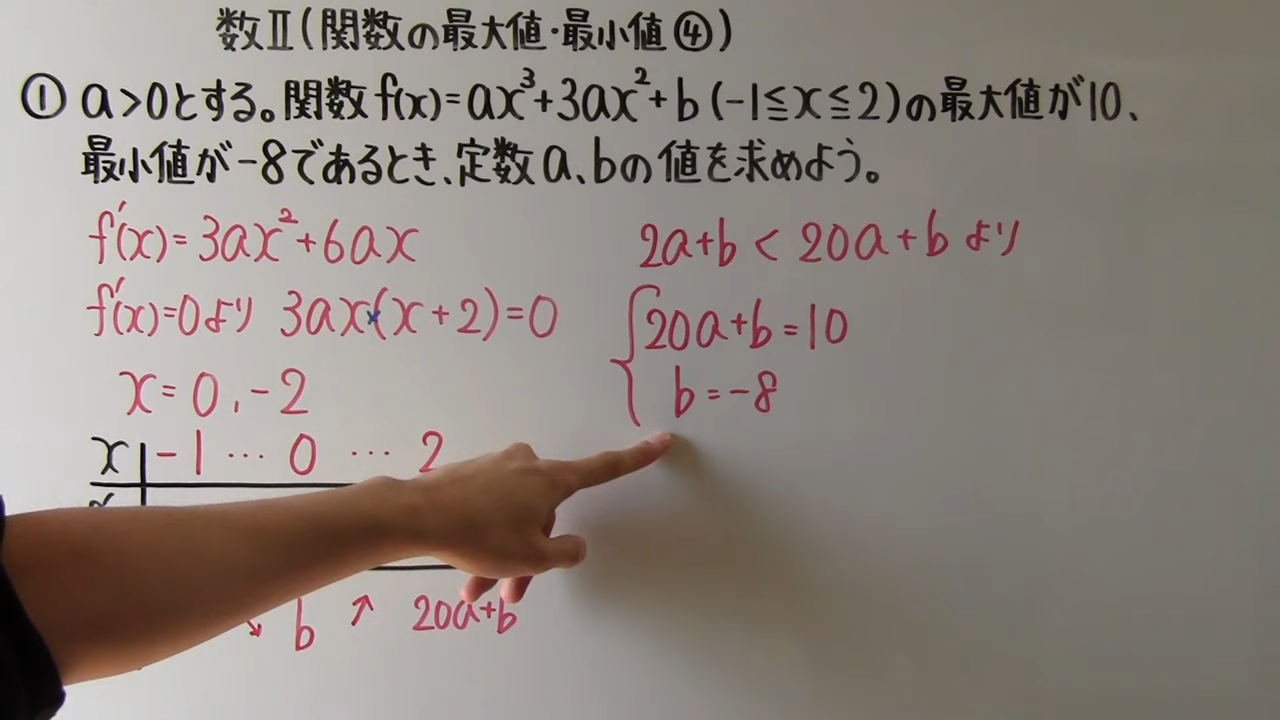 数Ⅱ(関数の最大値・最小値④)
① a>0とする。関数f(x)=ax³+3ax²+b(-1≦x≦2)の最大値が10、
最小値が-8であるとき、定数a、bの値を求めよう。
f'(x)=3ax²+6ax
f'(x)=0より 3ax(x+2)=0
x=0,-2
x -1 … 0 … 2
↘ b ↗ 20a+b
2a+b<20a+bより
20a+b=10
b=-8